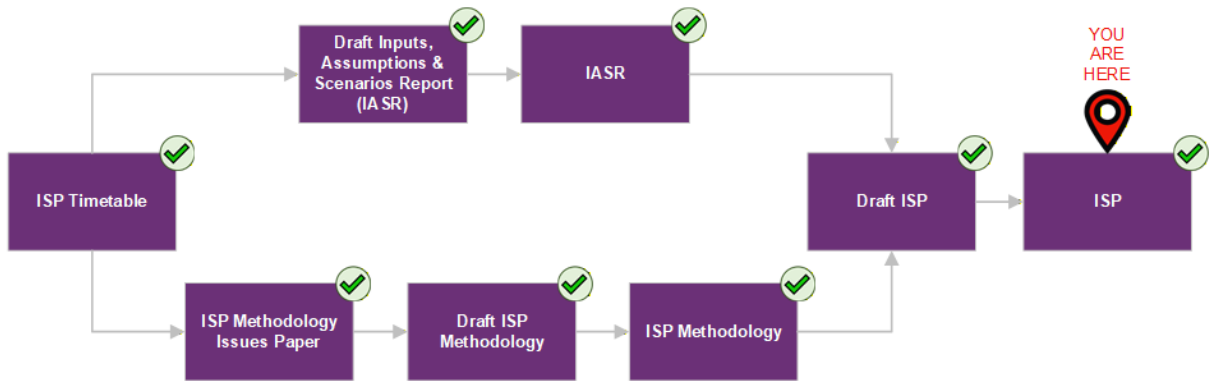 Draft Inputs,
Assumptions &
Scenarios Report
(IASR)
IASR
YOU
ARE
HERE
ISP Timetable
Draft ISP
ISP
ISP Methodology
Issues Paper
Draft ISP
Methodology
ISP Methodology